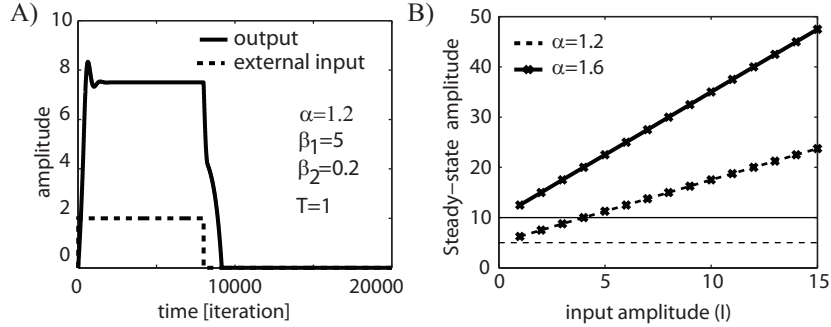 A)
10
8
6
4
2
0
amplitude
output
external input
α=1.2
β1=5
β2=0.2
T=1
0
10000
20000
time [iteration]
B)
50
40
30
20
10
0
Steady-state amplitude
α=1.2
α=1.6
0
5
10
15
input amplitude (I)